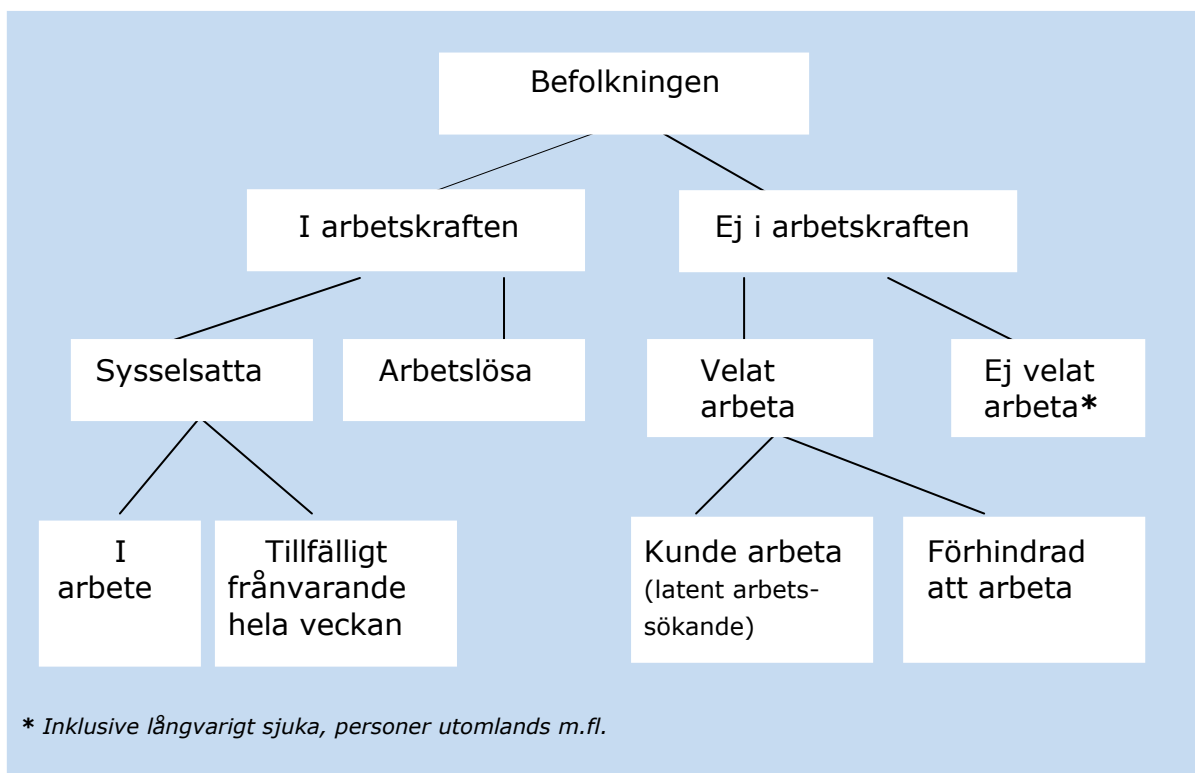 Befolkningen
I arbetskraften
Ej i arbetskraften
Sysselsatta
Arbetslösa
Velat
arbeta
Ej velat
arbeta*
I
arbete
Tillfälligt
frånvarande
hela veckan
Kunde arbeta
(latent arbets-
sökande)
Förhindrad
att arbeta
* Inklusive långvarigt sjuka, personer utomlands m.fl.